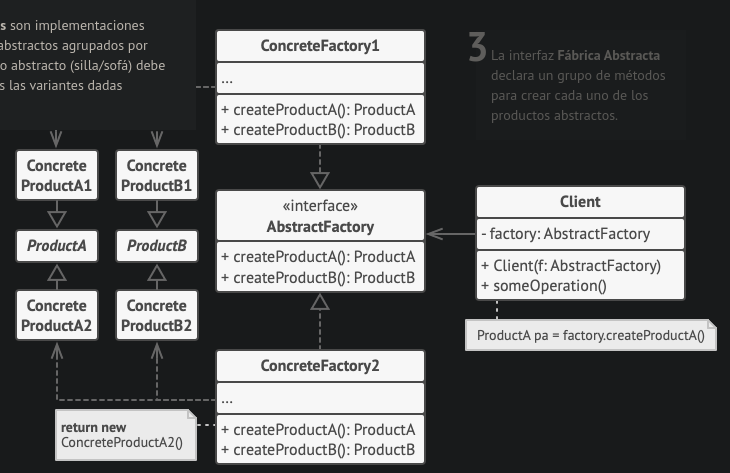 s son implementaciones
abstractos agrupados por
o abstracto (silla/sofá) debe
s las variantes dadas
ConcreteFactory1
...
+ createProductA(): ProductA
+ createProductB(): ProductB
3
La interfaz Fábrica Abstracta
declara un grupo de métodos
para crear cada uno de los
productos abstractos.
Concrete
ProductA1
Concrete
ProductB1
ProductA
ProductB
Concrete
ProductA2
Concrete
ProductB2
«interface»
AbstractFactory
+ createProductA(): ProductA
+ createProductB(): ProductB
Client
- factory: AbstractFactory
+ Client(f: AbstractFactory)
+ someOperation()
ProductA pa = factory.createProductA()
ConcreteFactory2
...
+ createProductA(): ProductA
+ createProductB(): ProductB
return new
ConcreteProductA2()